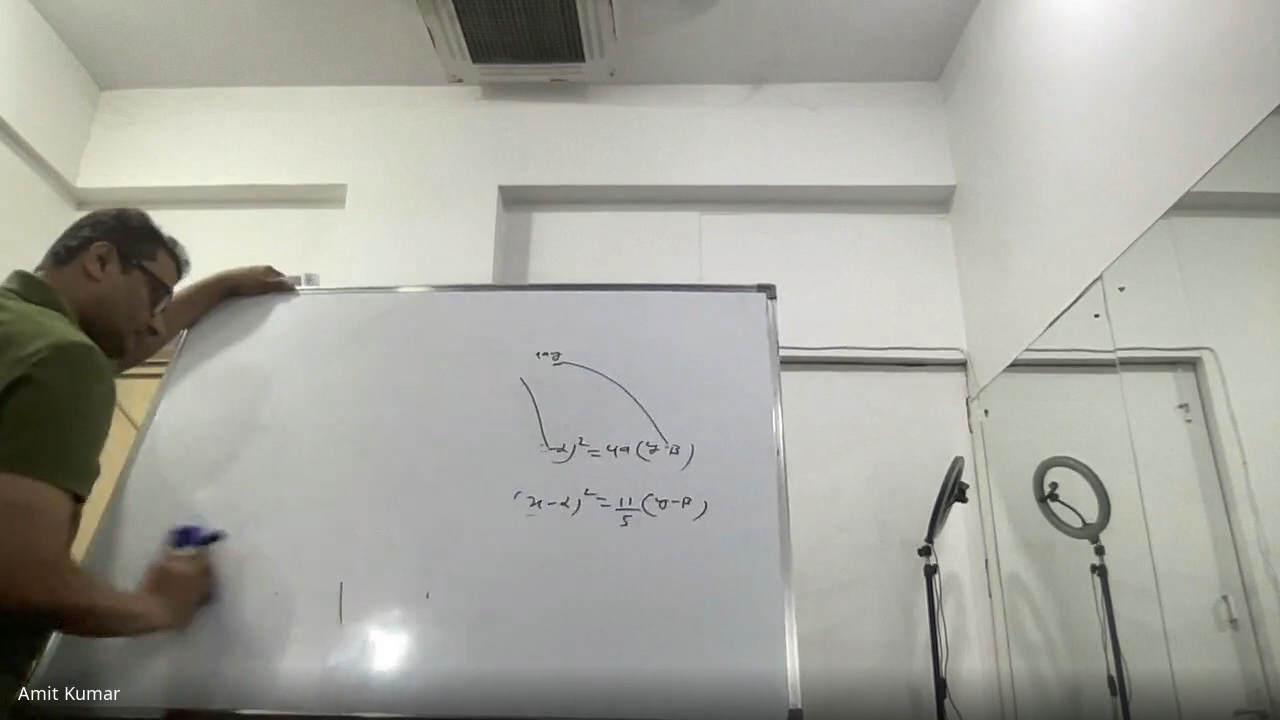 -α)² = 4a(y-β)
(x-α)² = 11/5 (y-β)
Amit Kumar